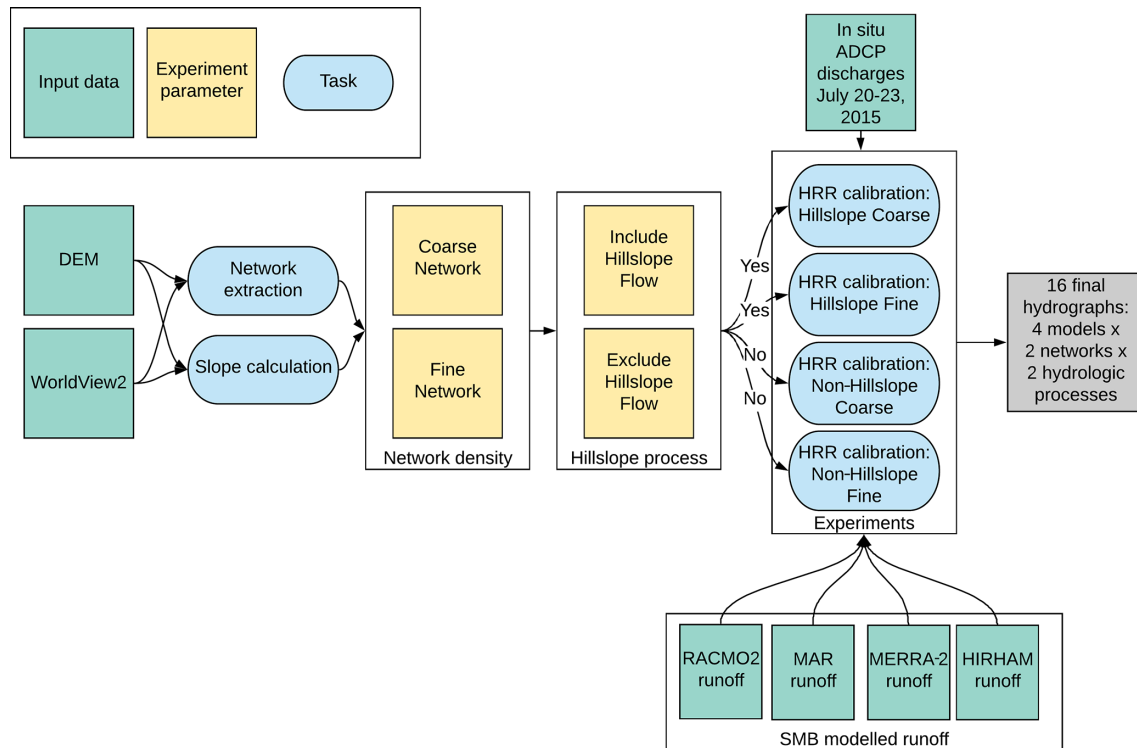 Input data
Experiment
parameter
Task
In situ
ADCP
discharges
July 20-23,
2015
DEM
WorldView2
Network
extraction
Slope calculation
Coarse
Network
Fine
Network
Network density
Include
Hillslope
Flow
Exclude
Hillslope
Flow
Hillslope process
Yes
Yes
No
No
HRR calibration:
Hillslope Coarse
HRR calibration:
Hillslope Fine
HRR calibration:
Non-Hillslope
Coarse
HRR calibration:
Non-Hillslope
Fine
Experiments
16 final
hydrographs:
4 models x
2 networks x
2 hydrologic
processes
RACMO2
runoff
MAR
runoff
MERRA-2
runoff
HIRHAM
runoff
SMB modelled runoff